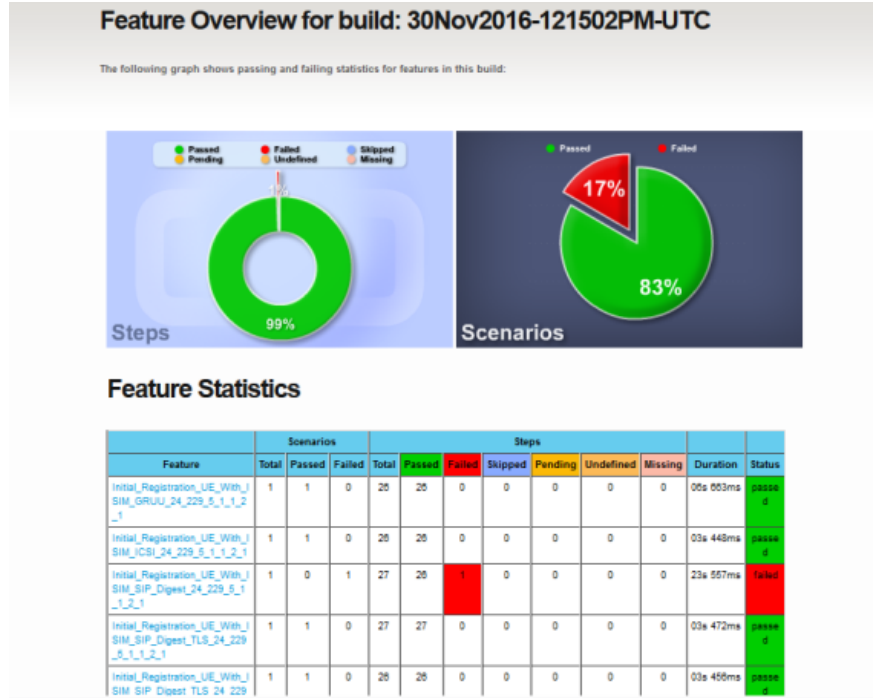 Feature Overview for build: 30Nov2016-121502PM-UTC
The following graph shows passing and failing statistics for features in this build:
Passed Failed Skipped
Pending Undefined Missing
1%
99%
Steps
Passed Failed
17%
83%
Scenarios
Feature Statistics
Scenarios Steps
Feature Total Passed Failed Total Passed Failed Skipped Pending Undefined Missing Duration Status
Initial_Registration_UE_With_I 1 1 0 26 26 0 0 0 0 0 06s 663ms passe
SIM_GRUU_24_229_5_1_1_2 d
_1
Initial_Registration_UE_With_I 1 1 0 26 26 0 0 0 0 0 03s 448ms passe
SIM_ICSI_24_229_5_1_1_2_1 d
Initial_Registration_UE_With_I 1 0 1 27 26 1 0 0 0 0 23s 557ms failed
SIM_SIP_Digest_24_229_5_1
_1_2_1
Initial_Registration_UE_With_I 1 1 0 27 27 0 0 0 0 0 03s 472ms passe
SIM_SIP_Digest_TLS_24_229 d
_5_1_1_2_1
Initial_Registration_UE_With_I 1 1 0 26 26 0 0 0 0 0 03s 456ms passe
SIM_SIP_Digest_TLS_24_229 d